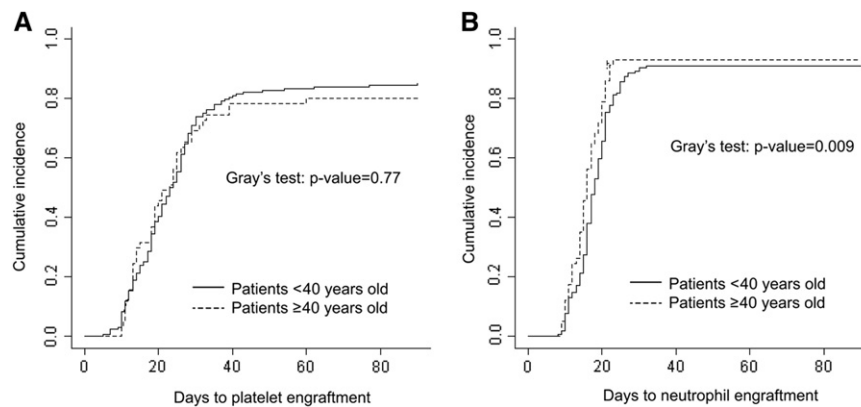 A
1.0
0.8
0.6
0.4
0.2
0.0
Cumulative incidence
Gray's test: p-value=0.77
Patients <40 years old
Patients ≥40 years old
0 20 40 60 80
Days to platelet engraftment
B
1.0
0.8
0.6
0.4
0.2
0.0
Cumulative incidence
Gray's test: p-value=0.009
Patients <40 years old
Patients ≥40 years old
0 20 40 60 80
Days to neutrophil engraftment